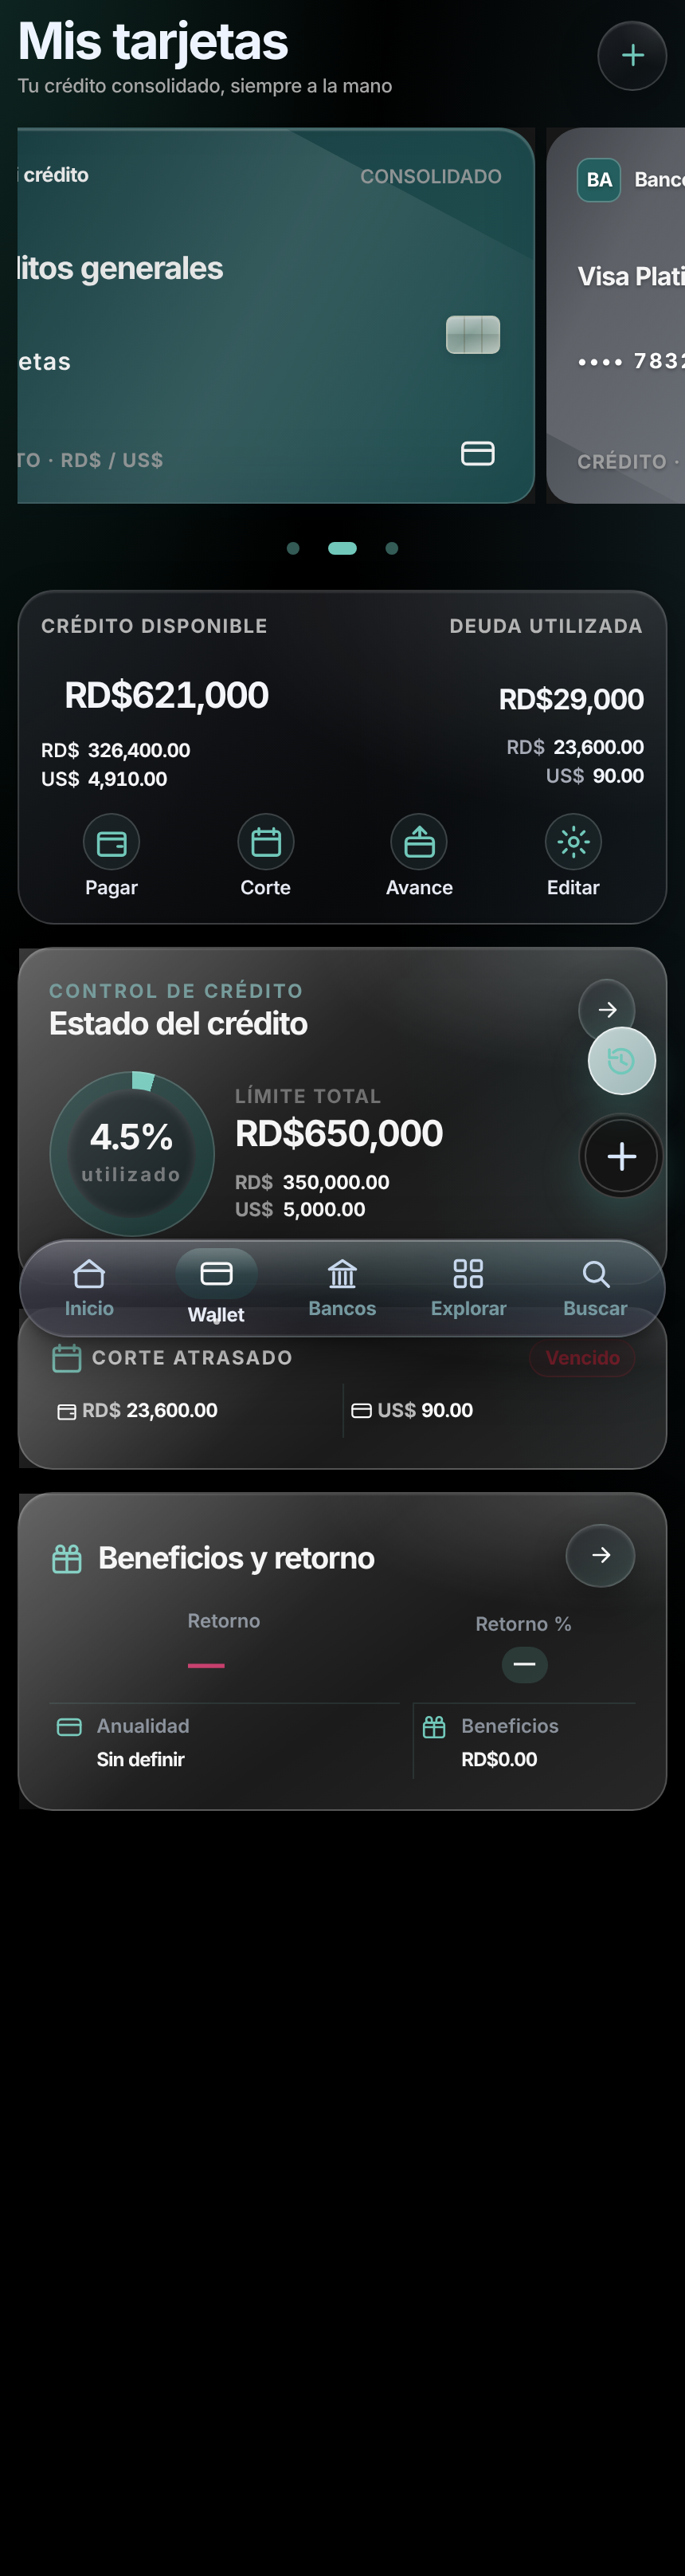 Mis tarjetas
Tu crédito consolidado, siempre a la mano
crédito
CONSOLIDADO
litos generales
etas
TO · RD$ / US$
BA
Banco
Visa Plati
•••• 7832
CRÉDITO ·
CRÉDITO DISPONIBLE
DEUDA UTILIZADA
RD$621,000
RD$29,000
RD$ 326,400.00
US$ 4,910.00
RD$ 23,600.00
US$ 90.00
Pagar
Corte
Avance
Editar
CONTROL DE CRÉDITO
Estado del crédito
4.5%
utilizado
LÍMITE TOTAL
RD$650,000
RD$ 350,000.00
US$ 5,000.00
Inicio
Wallet
Bancos
Explorar
Buscar
CORTE ATRASADO
Vencido
RD$ 23,600.00
US$ 90.00
Beneficios y retorno
Retorno
—
Retorno %
—
Anualidad
Sin definir
Beneficios
RD$0.00